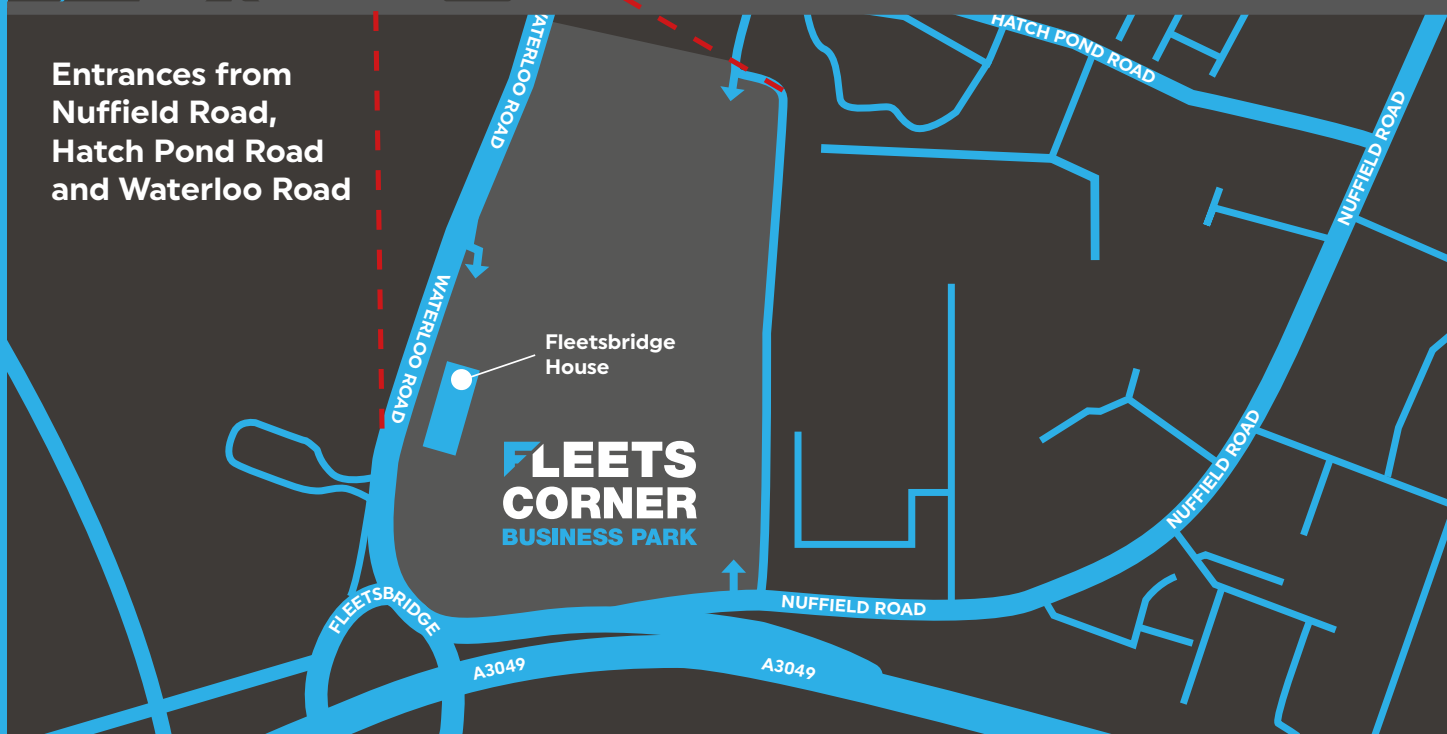 Entrances from
Nuffield Road,
Hatch Pond Road
and Waterloo Road
WATERLOO ROAD
HATCH POND ROAD
NUFFIELD ROAD
WATERLOO ROAD
Fleetsbridge
House
FLEETS
CORNER
BUSINESS PARK
NUFFIELD ROAD
NUFFIELD ROAD
FLEETSBRIDGE
A3049
A3049